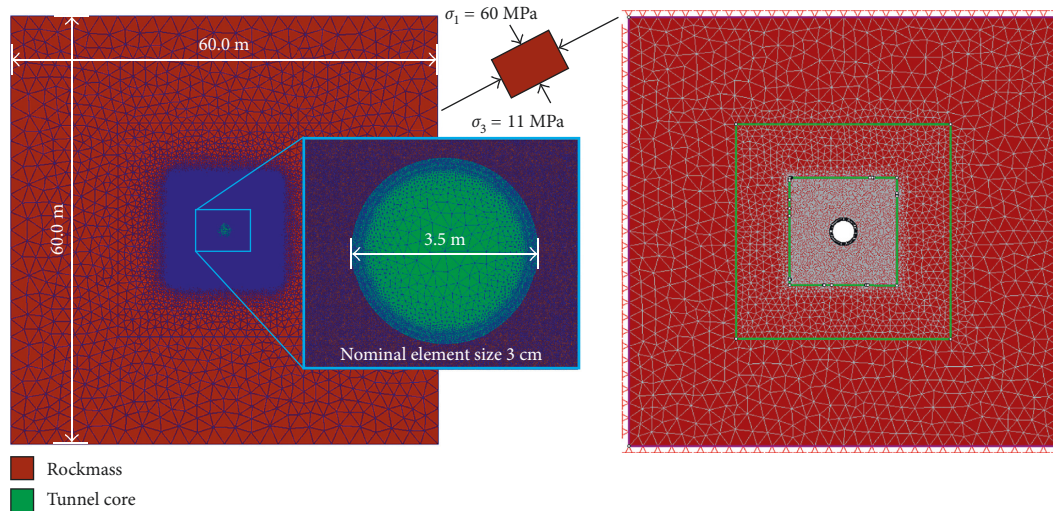 σ1 = 60 MPa
60.0 m
σ3 = 11 MPa
60.0 m
3.5 m
Nominal element size 3 cm
Rockmass
Tunnel core